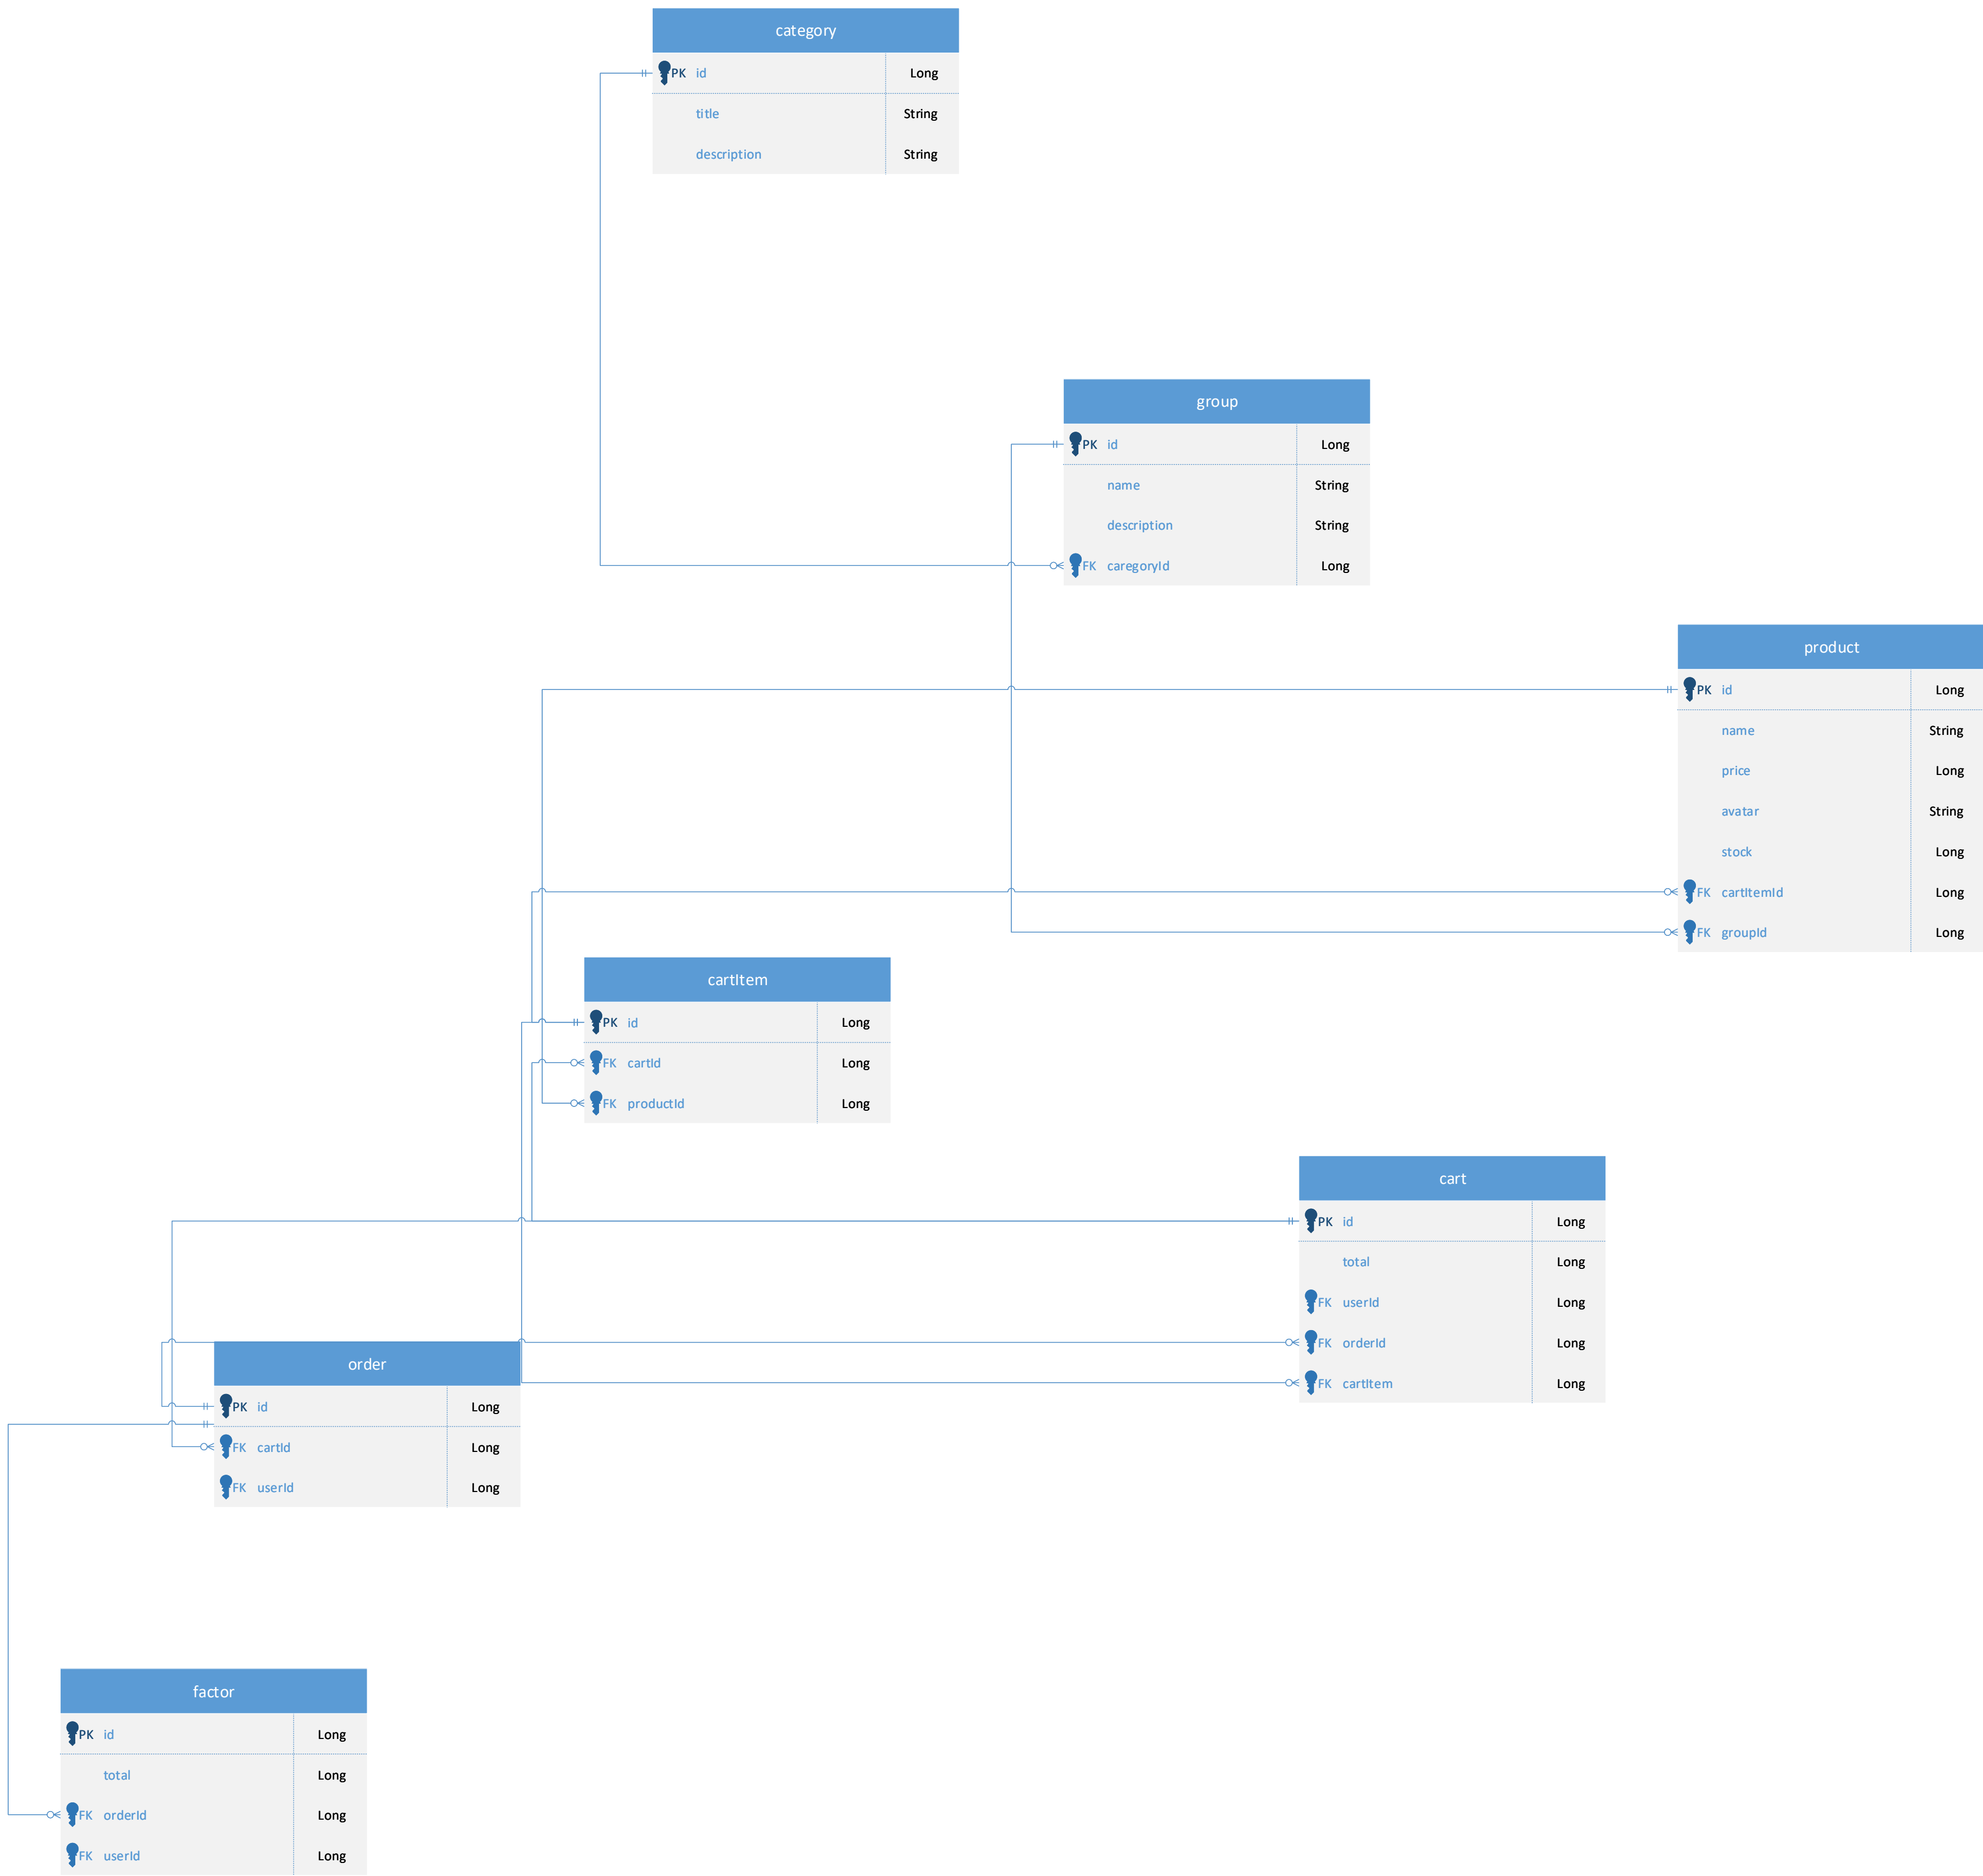 category
PK id Long
title String
description String
group
PK id Long
name String
description String
FK caregoryId Long
product
PK id Long
name String
price Long
avatar String
stock Long
FK cartItemId Long
FK groupId Long
cartItem
PK id Long
FK cartId Long
FK productId Long
cart
PK id Long
total Long
FK userId Long
FK orderId Long
FK cartItem Long
order
PK id Long
FK cartId Long
FK userId Long
factor
PK id Long
total Long
FK orderId Long
FK userId Long